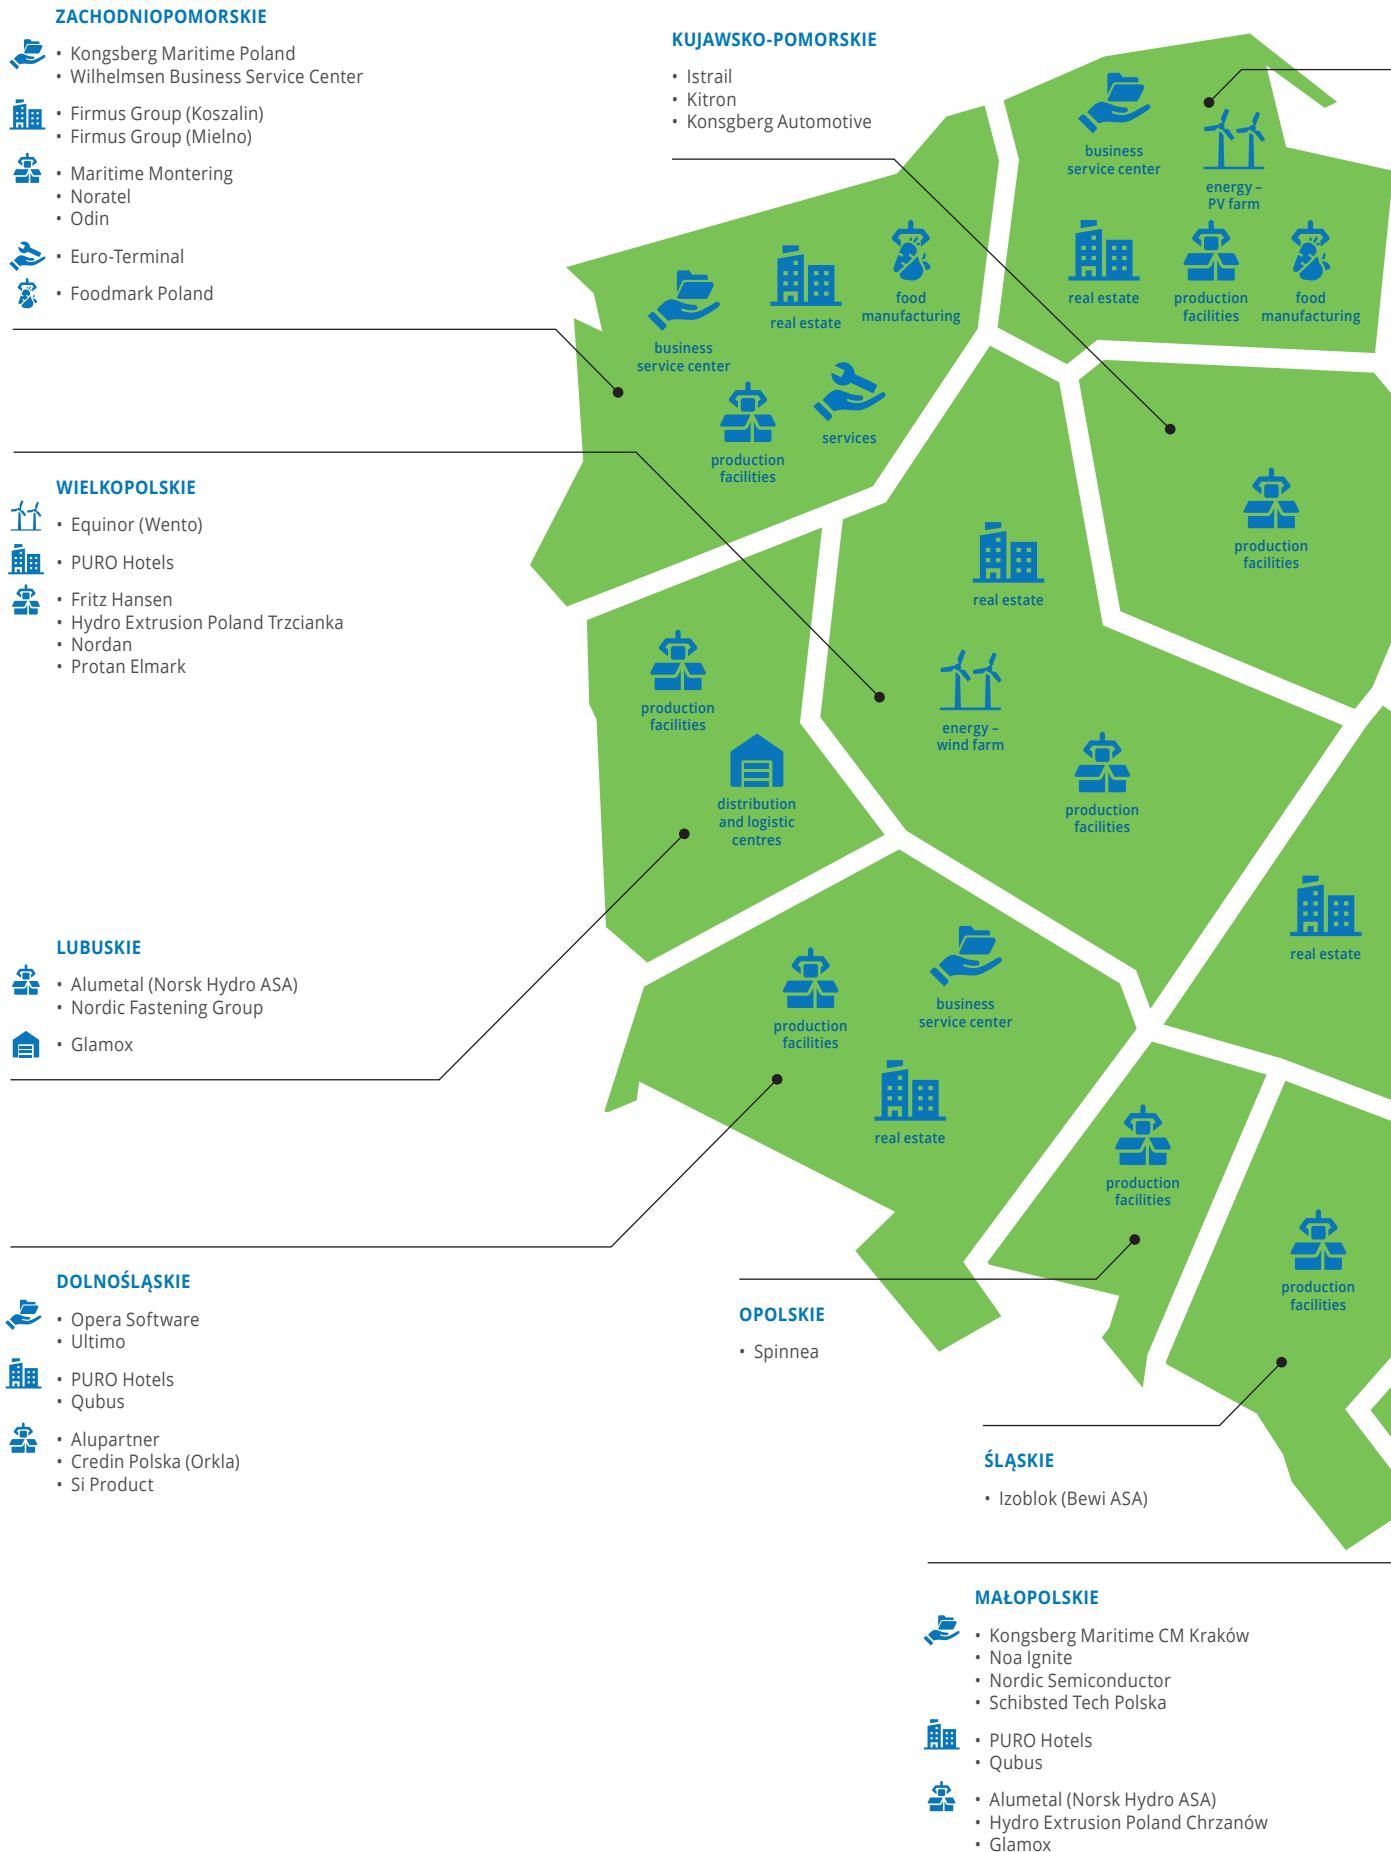 ZACHODNIOPOMORSKIE
• Kongsberg Maritime Poland
• Wilhelmsen Business Service Center
• Firmus Group (Koszalin)
• Firmus Group (Mielno)
• Maritime Montering
• Noratel
• Odin
• Euro-Terminal
• Foodmark Poland
KUJAWSKO-POMORSKIE
• Istrail
• Kitron
• Konsgberg Automotive
business
service center
energy –
PV farm
real estate
production
facilities
food
manufacturing
food
manufacturing
real estate
business
service center
services
production
facilities
WIELKOPOLSKIE
• Equinor (Wento)
• PURO Hotels
• Fritz Hansen
• Hydro Extrusion Poland Trzcianka
• Nordan
• Protan Elmark
production
facilities
real estate
energy –
wind farm
production
facilities
production
facilities
distribution
and logistic
centres
real estate
LUBUSKIE
• Alumetal (Norsk Hydro ASA)
• Nordic Fastening Group
• Glamox
production
facilities
business
service center
real estate
production
facilities
production
facilities
DOLNOŚLĄSKIE
• Opera Software
• Ultimo
• PURO Hotels
• Qubus
• Alupartner
• Credin Polska (Orkla)
• Si Product
OPOLSKIE
• Spinnea
ŚLĄSKIE
• Izoblok (Bewi ASA)
MAŁOPOLSKIE
• Kongsberg Maritime CM Kraków
• Noa Ignite
• Nordic Semiconductor
• Schibsted Tech Polska
• PURO Hotels
• Qubus
• Alumetal (Norsk Hydro ASA)
• Hydro Extrusion Poland Chrzanów
• Glamox